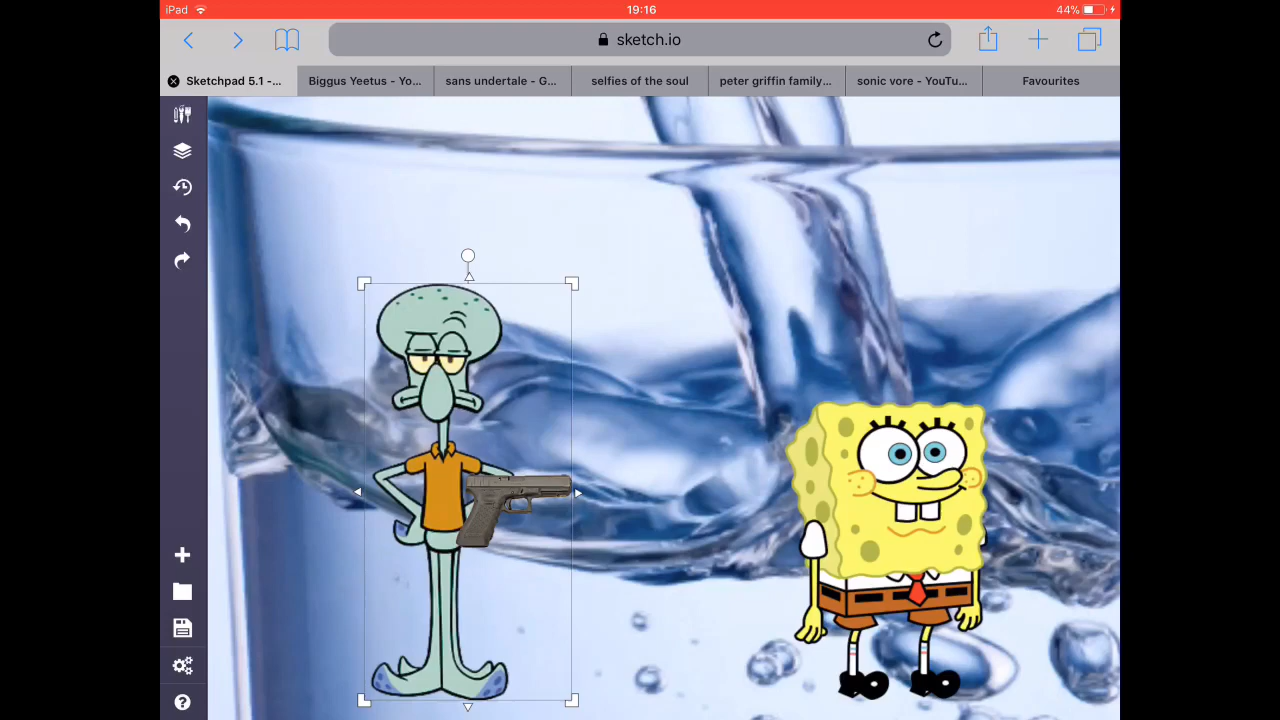 iPad 19:16 44%
sketch.io
Sketchpad 5.1 -...
Biggus Yeetus - Yo...
sans undertale - G...
selfies of the soul
peter griffin family...
sonic vore - YouTu...
Favourites